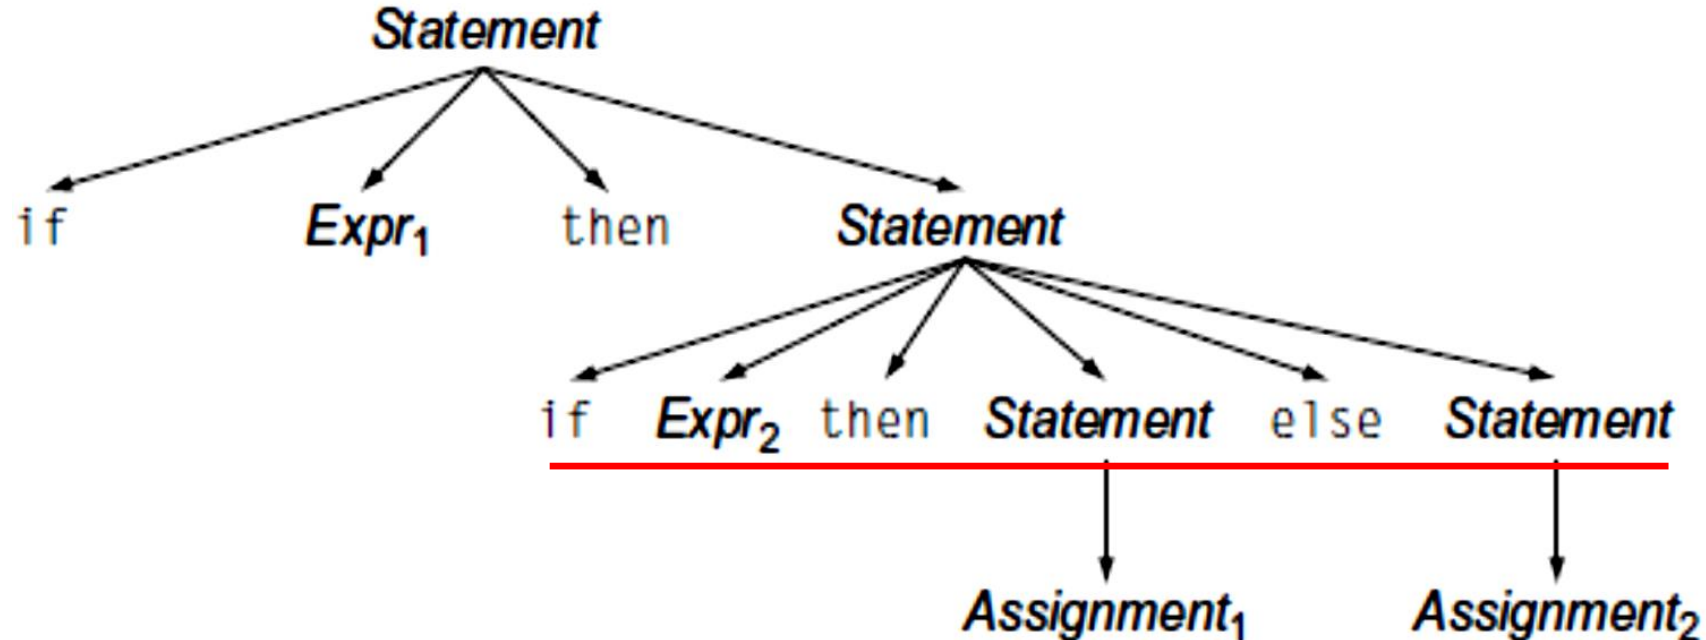 Statement
if Expr₁ then Statement
if Expr₂ then Statement else Statement
Assignment₁ Assignment₂